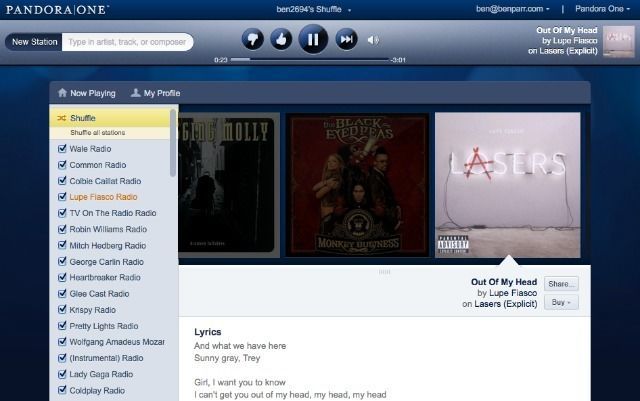 PANDORA|ONE™
ben2694's Shuffle
ben@benparr.com
Pandora One
New Station
Type in artist, track, or composer
0:23
-3:01
Out Of My Head
by Lupe Fiasco
on Lasers (Explicit)
Now Playing
My Profile
Shuffle
Shuffle all stations
Wale Radio
Common Radio
Colbie Caillat Radio
Lupe Fiasco Radio
TV On The Radio Radio
Robin Williams Radio
Mitch Hedberg Radio
George Carlin Radio
Heartbreaker Radio
Glee Cast Radio
Krispy Radio
Pretty Lights Radio
Wolfgang Amadeus Mozar
(Instrumental) Radio
Lady Gaga Radio
Coldplay Radio
GING MOLLY
THE BLACK
EYED PEAS
MONKEY BUSINESS
LUPE FIASCO
LASERS
PARENTAL
ADVISORY
EXPLICIT CONTENT
Out Of My Head
by Lupe Fiasco
on Lasers (Explicit)
Share...
Buy
Lyrics
And what we have here
Sunny gray, Trey
Girl, I want you to know
I can't get you out of my head, my head, my head